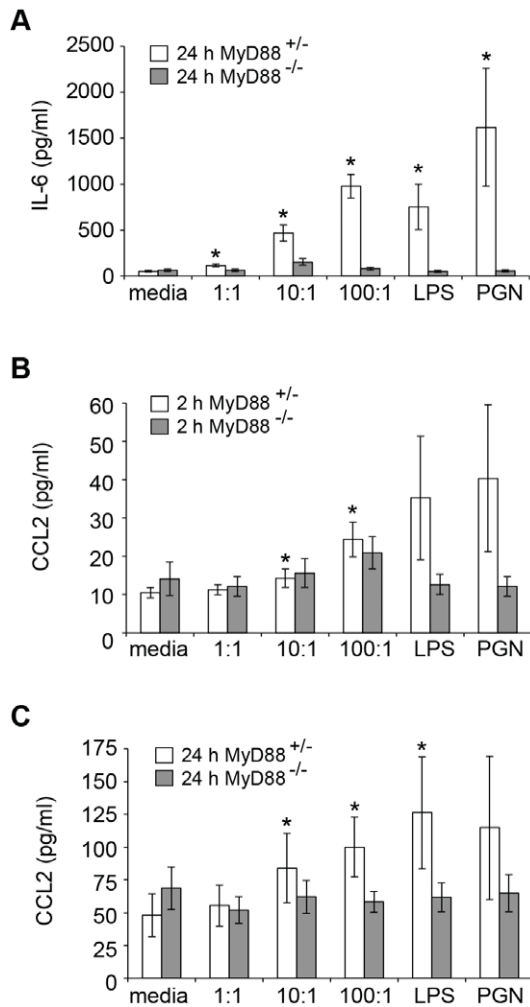 A
24 h MyD88 +/-
24 h MyD88 -/-
IL-6 (pg/ml)
2500
2000
1500
1000
500
0
*
*
*
*
*
media 1:1 10:1 100:1 LPS PGN
B
2 h MyD88 +/-
2 h MyD88 -/-
CCL2 (pg/ml)
60
50
40
30
20
10
0
*
*
media 1:1 10:1 100:1 LPS PGN
C
24 h MyD88 +/-
24 h MyD88 -/-
CCL2 (pg/ml)
175
150
125
100
75
50
25
0
*
*
*
media 1:1 10:1 100:1 LPS PGN